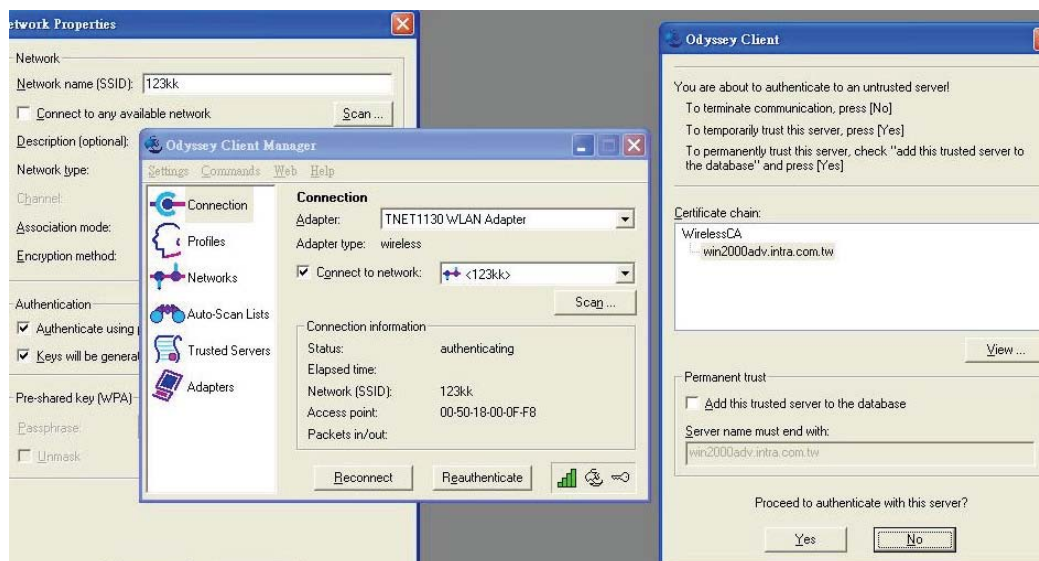 etwork Properties
Network
Network name (SSID): 123kk
Connect to any available network
Scan ...
Description (optional):
Network type:
Channel:
Association mode:
Encryption method:
Authentication
Authenticate using
Keys will be genera
Pre-shared key (WPA)
Passphrase:
Unmask
Odyssey Client Manager
Settings Commands Web Help
Connection
Profiles
Networks
Auto-Scan Lists
Trusted Servers
Adapters
Connection
Adapter: TNET1130 WLAN Adapter
Adapter type: wireless
Connect to network: <123kk>
Scan ...
Connection information
Status: authenticating
Elapsed time:
Network (SSID): 123kk
Access point: 00-50-18-00-0F-F8
Packets in/out:
Reconnect Reauthenticate
Odyssey Client
You are about to authenticate to an untrusted server!
To terminate communication, press [No]
To temporarily trust this server, press [Yes]
To permanently trust this server, check "add this trusted server to
the database" and press [Yes]
Certificate chain:
WirelessCA
win2000adv.intra.com.tw
View ...
Permanent trust
Add this trusted server to the database
Server name must end with:
win2000adv.intra.com.tw
Proceed to authenticate with this server?
Yes No